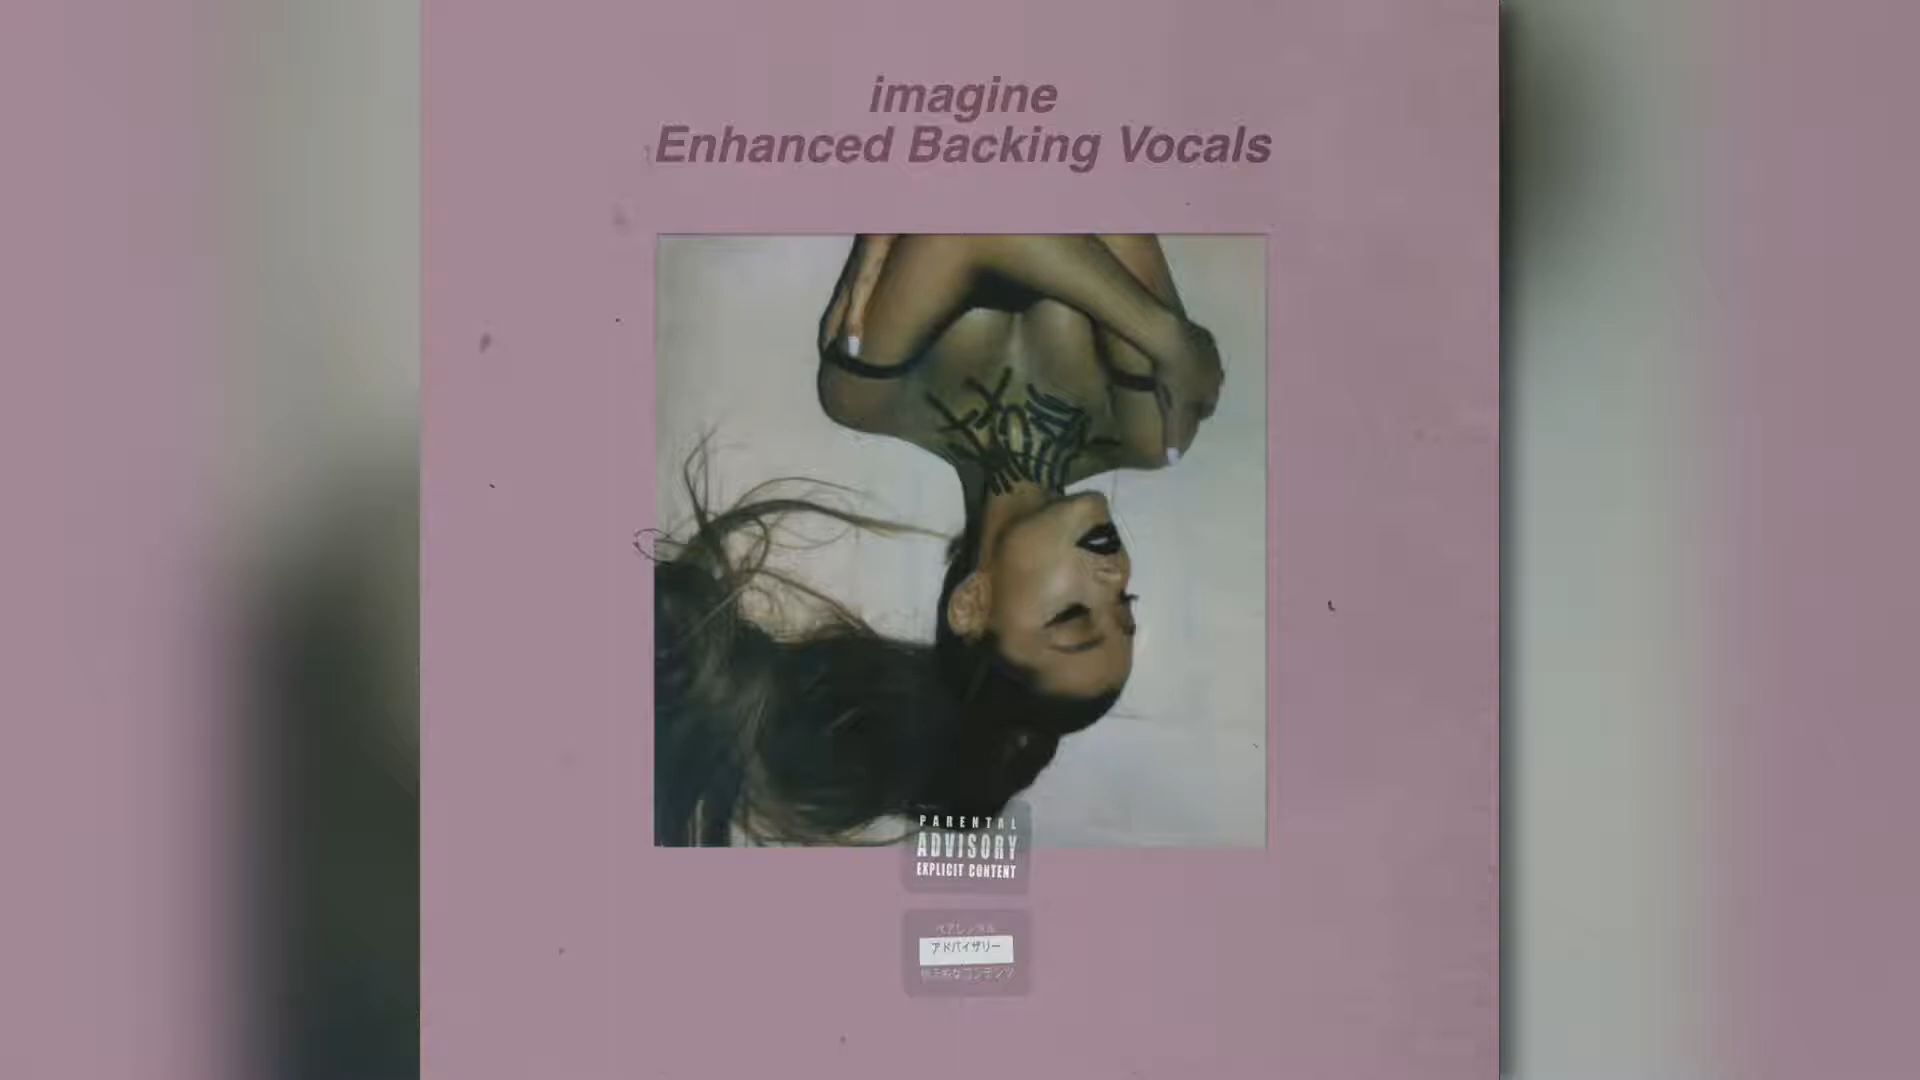 imagine
Enhanced Backing Vocals
PARENTAL
ADVISORY
EXPLICIT CONTENT
アドバイザリー